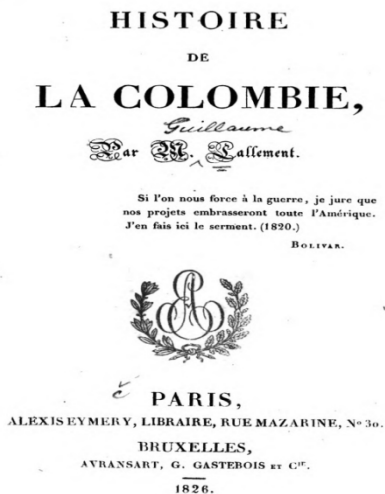 HISTOIRE
DE
LA COLOMBIE,
Guillaume
Par M. Lallement.
Si l'on nous force à la guerre, je jure que
nos projets embrasseront toute l'Amérique.
J'en fais ici le serment. (1820.)
BOLIVAR.
AE
PARIS,
ALEXIS EYMERY, LIBRAIRE, RUE MAZARINE, No 30.
BRUXELLES,
AVRANSART, G. GASTEBOIS ET Cie.
1826.